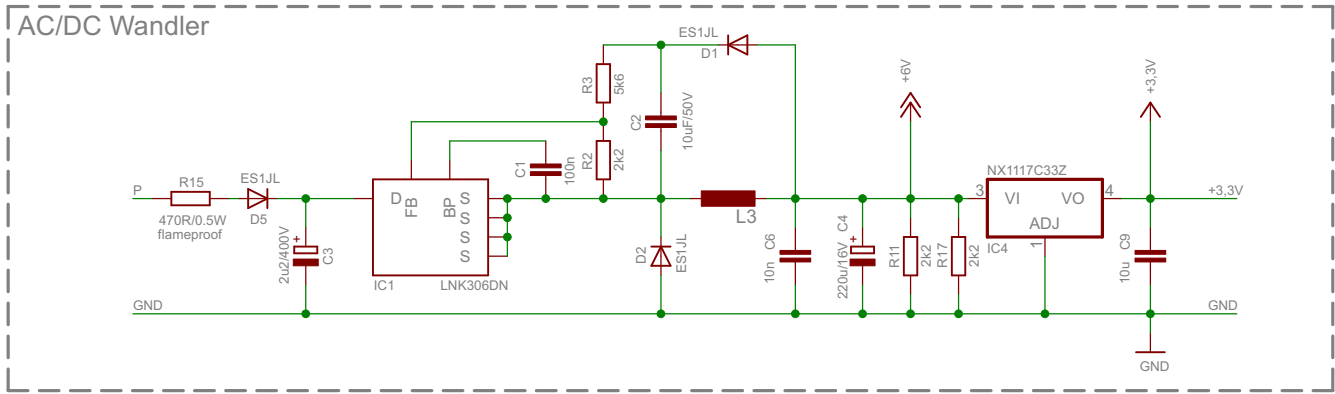 AC/DC Wandler
ES1JL
D1
+6V
+3,3V
R3
5k6
C2
10uF/50V
R2
2k2
C1
100n
P
R15
470R/0.5W
flameproof
ES1JL
D5
2u2/400V
+
C3
D
FB
BP
S
S
S
S
IC1
LNK306DN
L3
D2
ES1JL
10n
C6
220u/16V
+
C4
R11
2k2
R17
2k2
NX1117C33Z
3
VI
VO
4
ADJ
1
IC4
+3,3V
10u
C9
GND
GND
GND